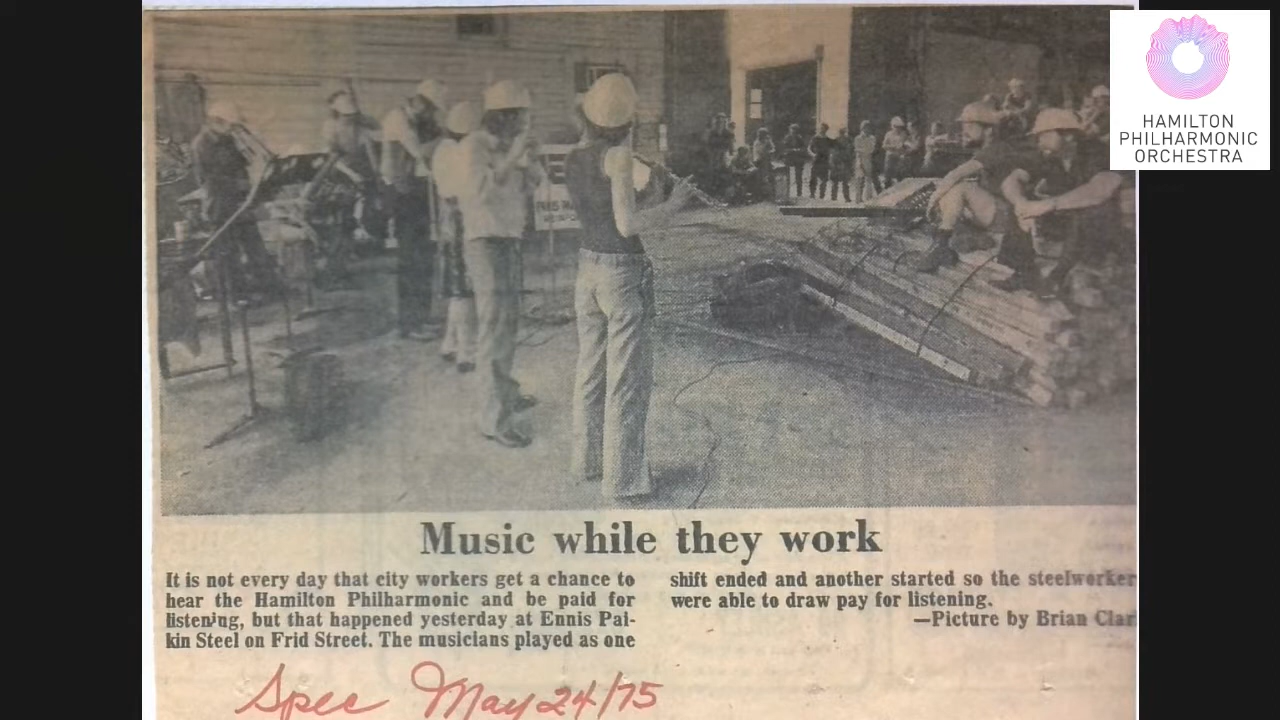 HAMILTON
PHILHARMONIC
ORCHESTRA
Music while they work
It is not every day that city workers get a chance to
hear the Hamilton Philharmonic and be paid for
listening, but that happened yesterday at Ennis Pai-
kin Steel on Frid Street. The musicians played as one
shift ended and another started so the steelworker
were able to draw pay for listening.
—Picture by Brian Clar
Spec May 24/75